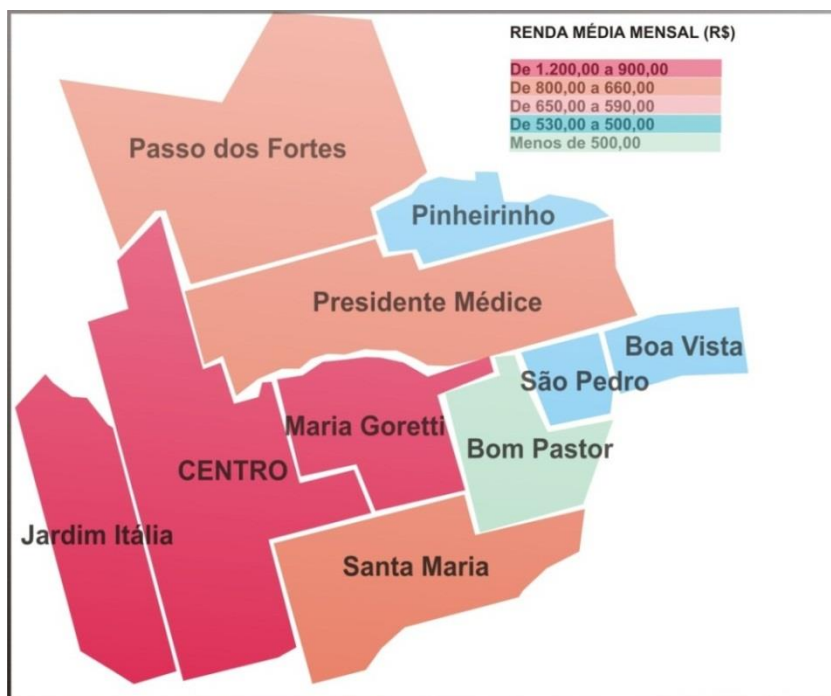 RENDA MÉDIA MENSAL (R$)
De 1.200,00 a 900,00
De 800,00 a 660,00
De 650,00 a 590,00
De 530,00 a 500,00
Menos de 500,00
Passo dos Fortes
Pinheirinho
Presidente Médice
Boa Vista
São Pedro
Maria Goretti
Bom Pastor
CENTRO
Jardim Itália
Santa Maria